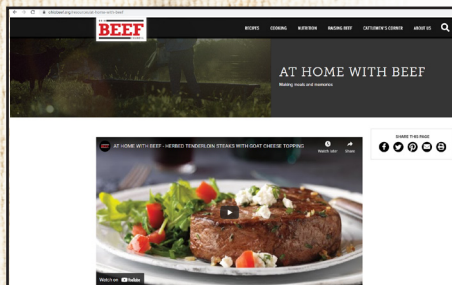 BEEF
RECIPES COOKING NUTRITION RAISING BEEF CATTLEMEN'S CORNER ABOUT US
AT HOME WITH BEEF
Making meals and memories
SHARE THIS PAGE
BEEF AT HOME WITH BEEF - HERBED TENDERLOIN STEAKS WITH GOAT CHEESE TOPPING
Watch later Share
Watch on YouTube